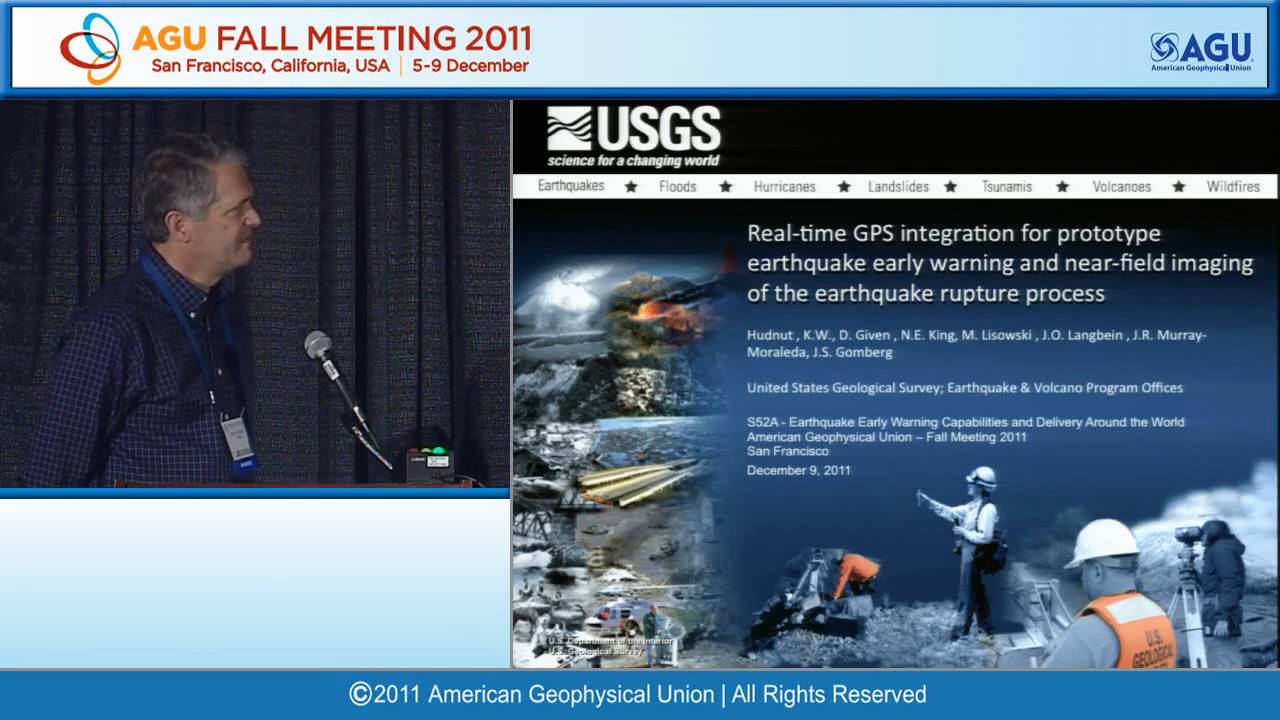 AGU FALL MEETING 2011
San Francisco, California, USA | 5-9 December
AGU
American Geophysical Union
USGS
science for a changing world
Earthquakes ★ Floods ★ Hurricanes ★ Landslides ★ Tsunamis ★ Volcanoes ★ Wildfires
Real-time GPS integration for prototype
earthquake early warning and near-field imaging
of the earthquake rupture process
Hudnut , K.W., D. Given , N.E. King, M. Lisowski , J.O. Langbein , J.R. Murray-
Moraleda, J.S. Gomberg
United States Geological Survey; Earthquake & Volcano Program Offices
S52A - Earthquake Early Warning Capabilities and Delivery Around the World
American Geophysical Union – Fall Meeting 2011
San Francisco
December 9, 2011
U.S.
GEOLOGICAL
U.S. Department of the Interior
U.S. Geological Survey
©2011 American Geophysical Union | All Rights Reserved